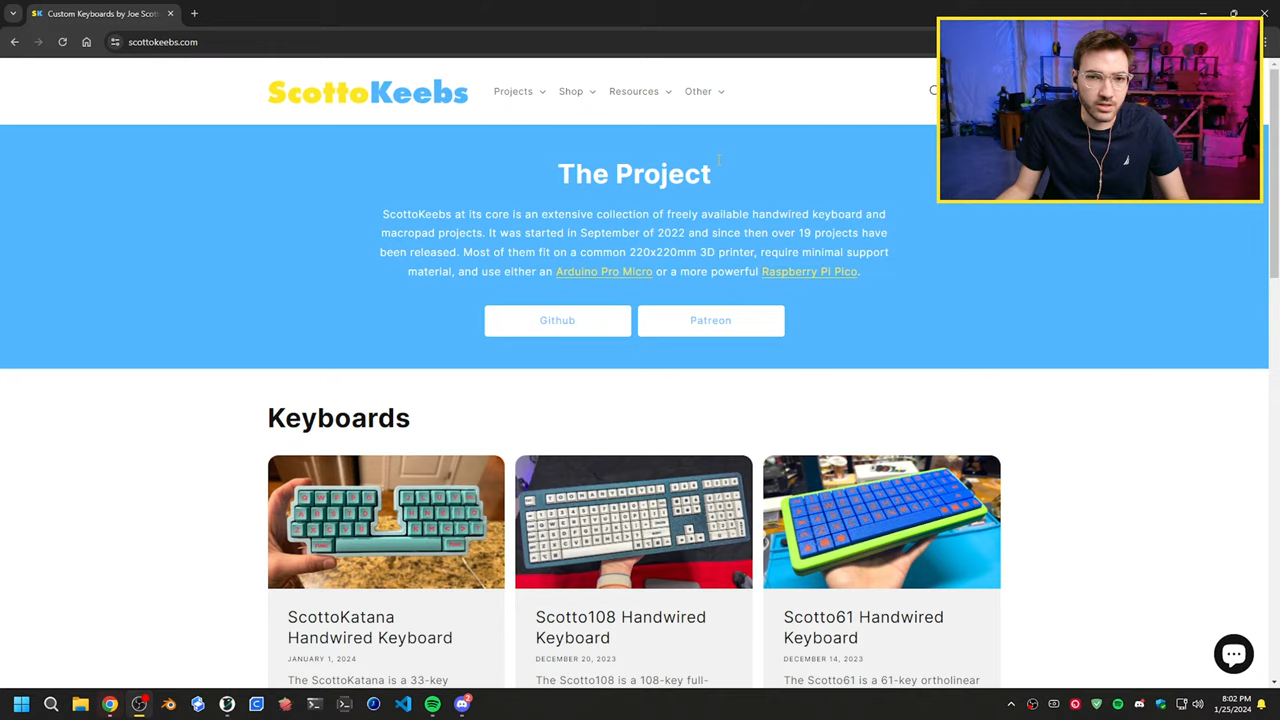 Custom Keyboards by Joe Scott
scottokeebs.com
ScottoKeebs
Projects
Shop
Resources
Other
The Project
ScottoKeebs at its core is an extensive collection of freely available handwired keyboard and
macropad projects. It was started in September of 2022 and since then over 19 projects have
been released. Most of them fit on a common 220x220mm 3D printer, require minimal support
material, and use either an Arduino Pro Micro or a more powerful Raspberry Pi Pico.
Github
Patreon
Keyboards
ScottoKatana
Handwired Keyboard
JANUARY 1, 2024
The ScottoKatana is a 33-key
Scotto108 Handwired
Keyboard
DECEMBER 20, 2023
The Scotto108 is a 108-key full-
Scotto61 Handwired
Keyboard
DECEMBER 14, 2023
The Scotto61 is a 61-key ortholinear
8:02 PM
1/25/2024